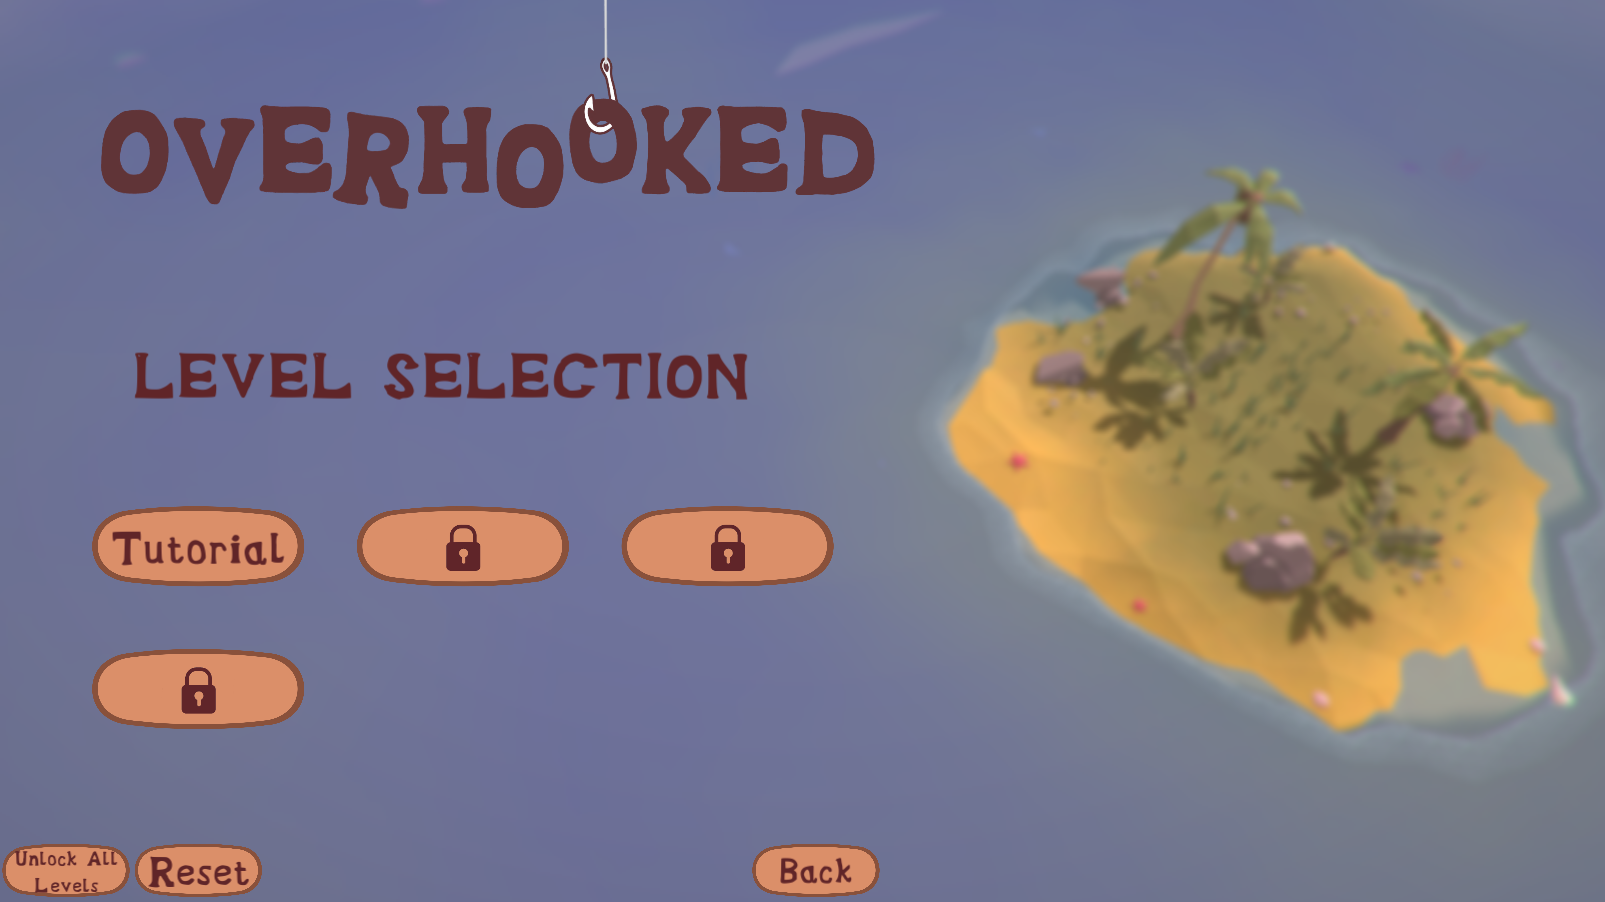 OVERHOOKED
LEVEL SELECTION
Tutorial
Unlock All
Levels
Reset
Back